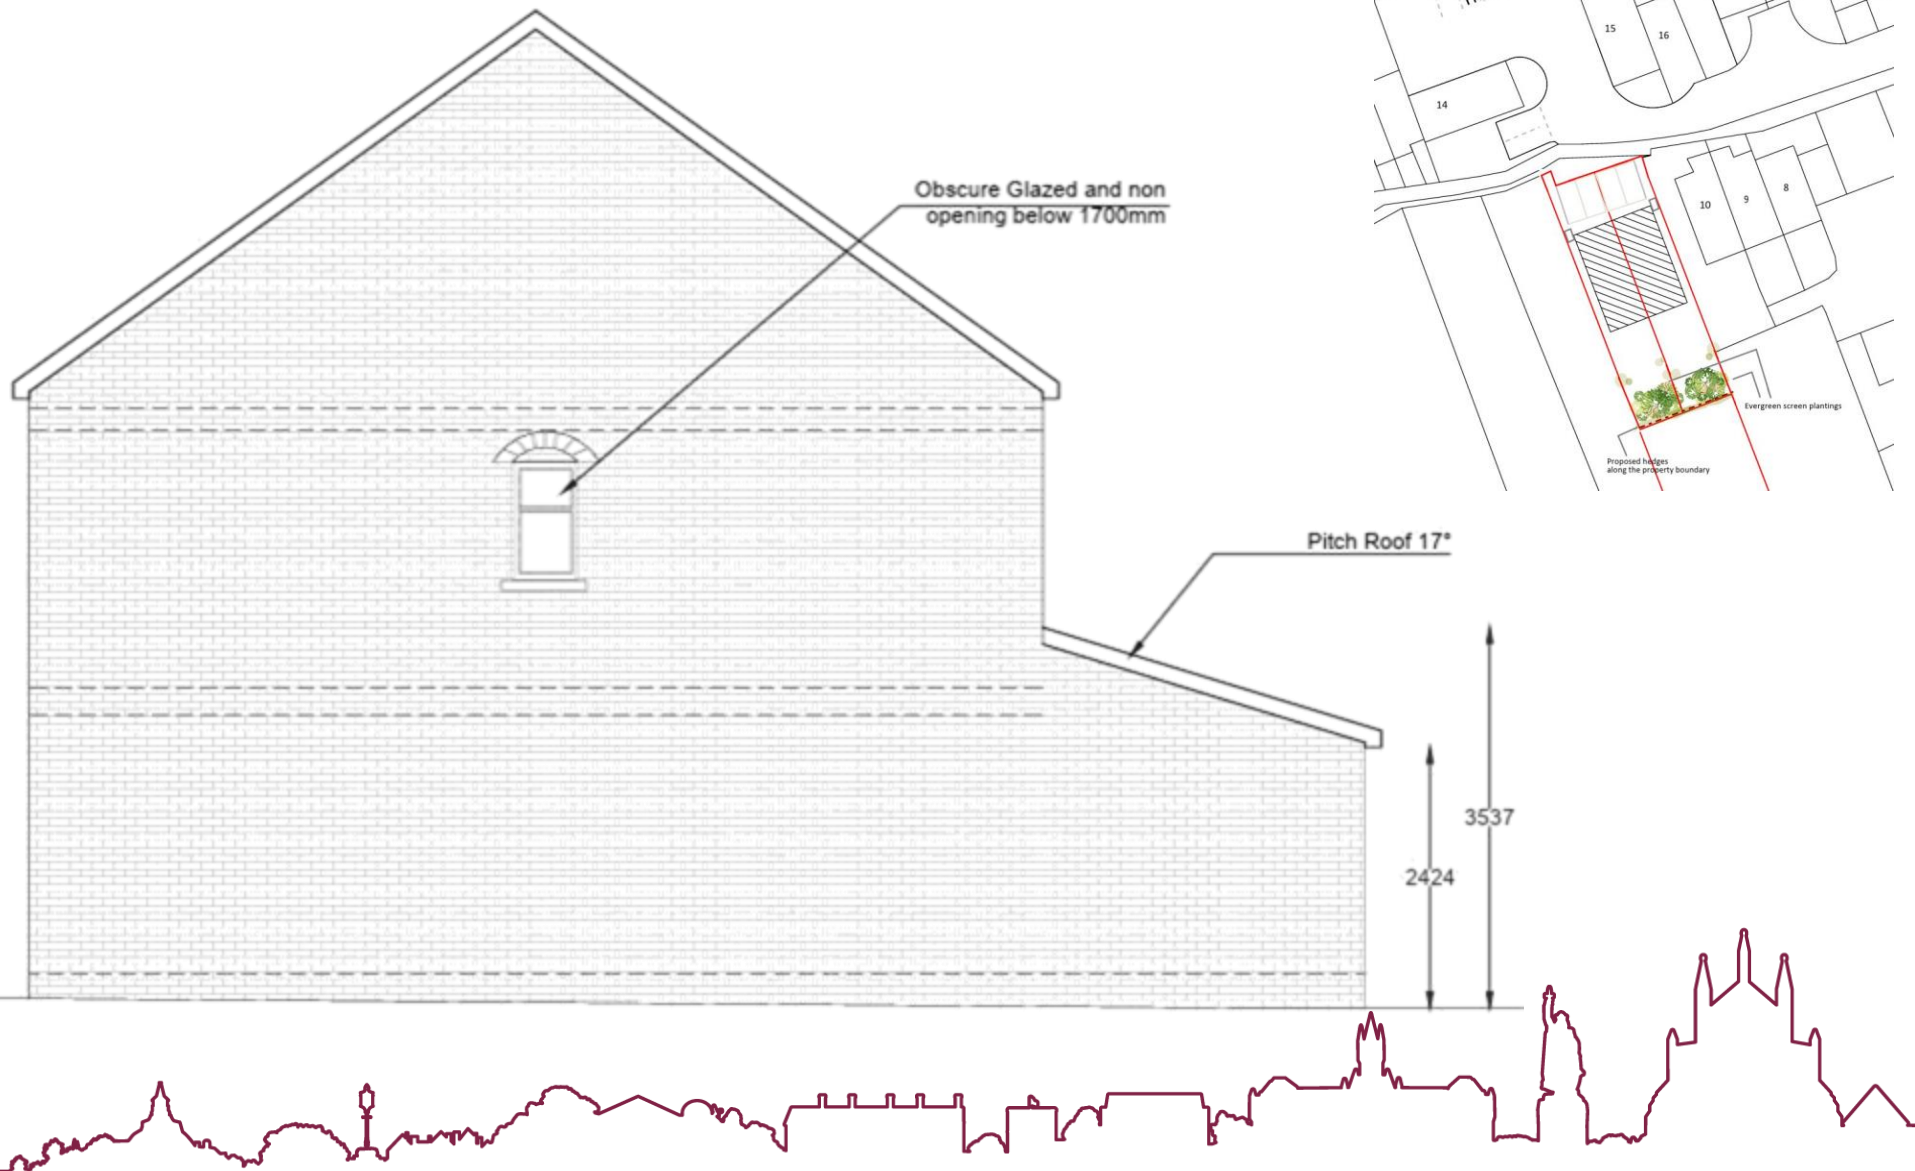 Obscure Glazed and non
opening below 1700mm
Pitch Roof 17°
3537
2424
15
16
14
10
9
8
Evergreen screen plantings
Proposed hedges
along the property boundary